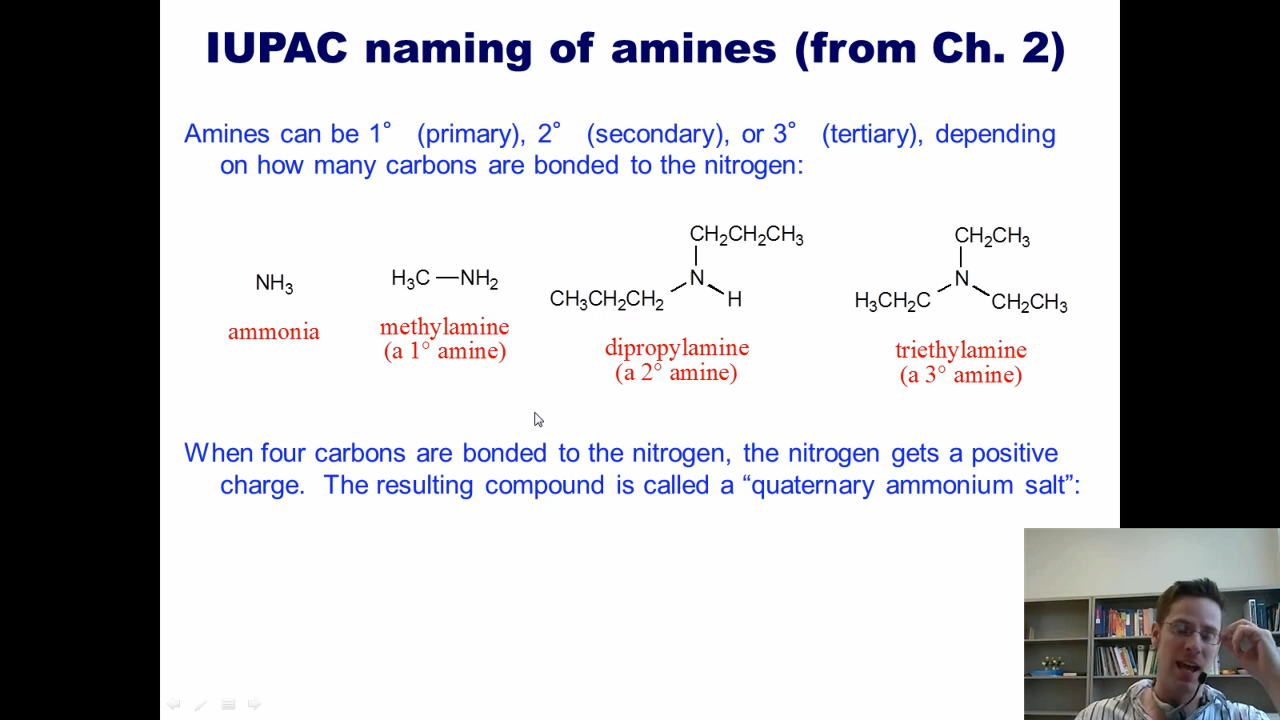 IUPAC naming of amines (from Ch. 2)
Amines can be 1° (primary), 2° (secondary), or 3° (tertiary), depending
on how many carbons are bonded to the nitrogen:
NH₃
ammonia
H₃C—NH₂
methylamine
(a 1° amine)
CH₂CH₂CH₃
N
CH₃CH₂CH₂
H
dipropylamine
(a 2° amine)
CH₂CH₃
N
H₃CH₂C
CH₂CH₃
triethylamine
(a 3° amine)
When four carbons are bonded to the nitrogen, the nitrogen gets a positive
charge. The resulting compound is called a “quaternary ammonium salt”: